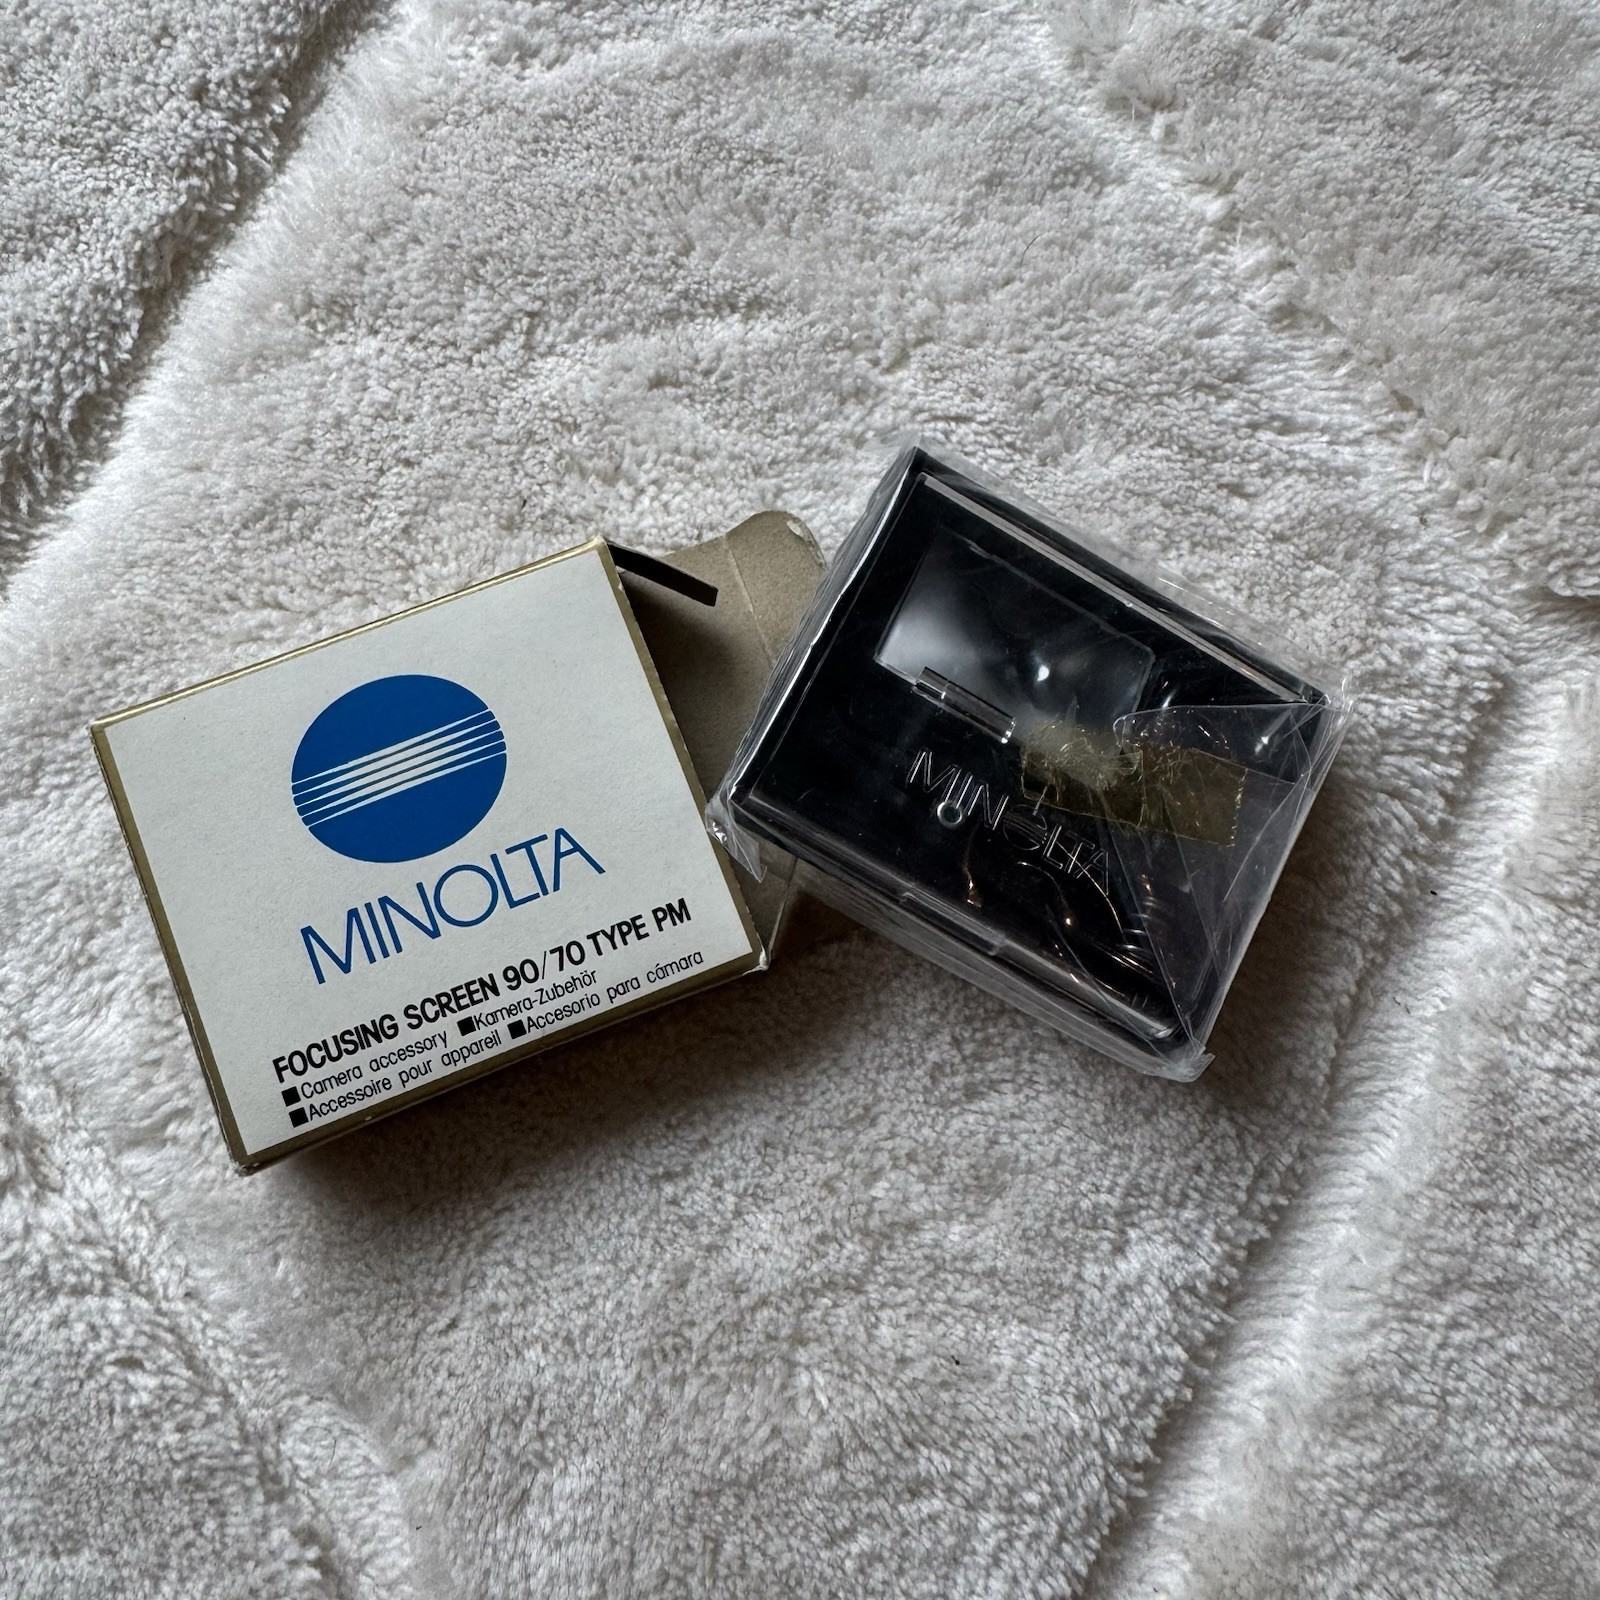 MINOLTA
FOCUSING SCREEN 90/70 TYPE PM
■Camera accessory ■Kamera-Zubehör
■Accessoire pour appareil ■Accesorio para cámara
MINOLTA